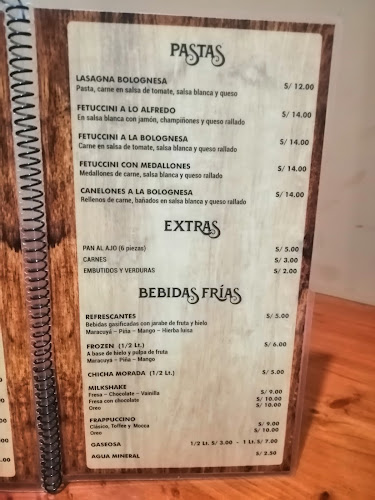 PASTAS
LASAGNA BOLOGNESA S/ 12.00
Pasta, carne en salsa de tomate, salsa blanca y queso
FETUCCINI A LO ALFREDO S/ 14.00
En salsa blanca con jamón, champiñones y queso rallado
FETUCCINI A LA BOLOGNESA S/ 14.00
Carne en salsa de tomate, salsa blanca y queso rallado
FETUCCINI CON MEDALLONES S/ 14.00
Medallones de carne, salsa blanca y queso rallado
CANELONES A LA BOLOGNESA S/ 14.00
Rellenos de carne, bañados en salsa blanca y queso rallado
EXTRAS
PAN AL AJO (6 piezas) S/ 5.00
CARNES S/ 3.00
EMBUTIDOS Y VERDURAS S/ 2.00
BEBIDAS FRÍAS
REFRESCANTES S/ 5.00
Bebidas gasificadas con jarabe de fruta y hielo
Maracuyá – Piña – Mango – Hierba luisa
FROZEN (1/2 Lt.) S/ 6.00
A base de hielo y pulpa de fruta
Maracuyá – Piña – Mango
CHICHA MORADA (1/2 Lt.) S/ 5.00
MILKSHAKE
Fresa – Chocolate – Vainilla S/ 9.00
Fresa con chocolate S/ 10.00
Oreo S/ 10.00
FRAPPUCCINO
Clásico, Toffee y Mocca S/ 9.00
Oreo S/ 10.00
GASEOSA 1/2 Lt. S/ 3.00 - 1 Lt. S/ 7.00
AGUA MINERAL S/ 2.50